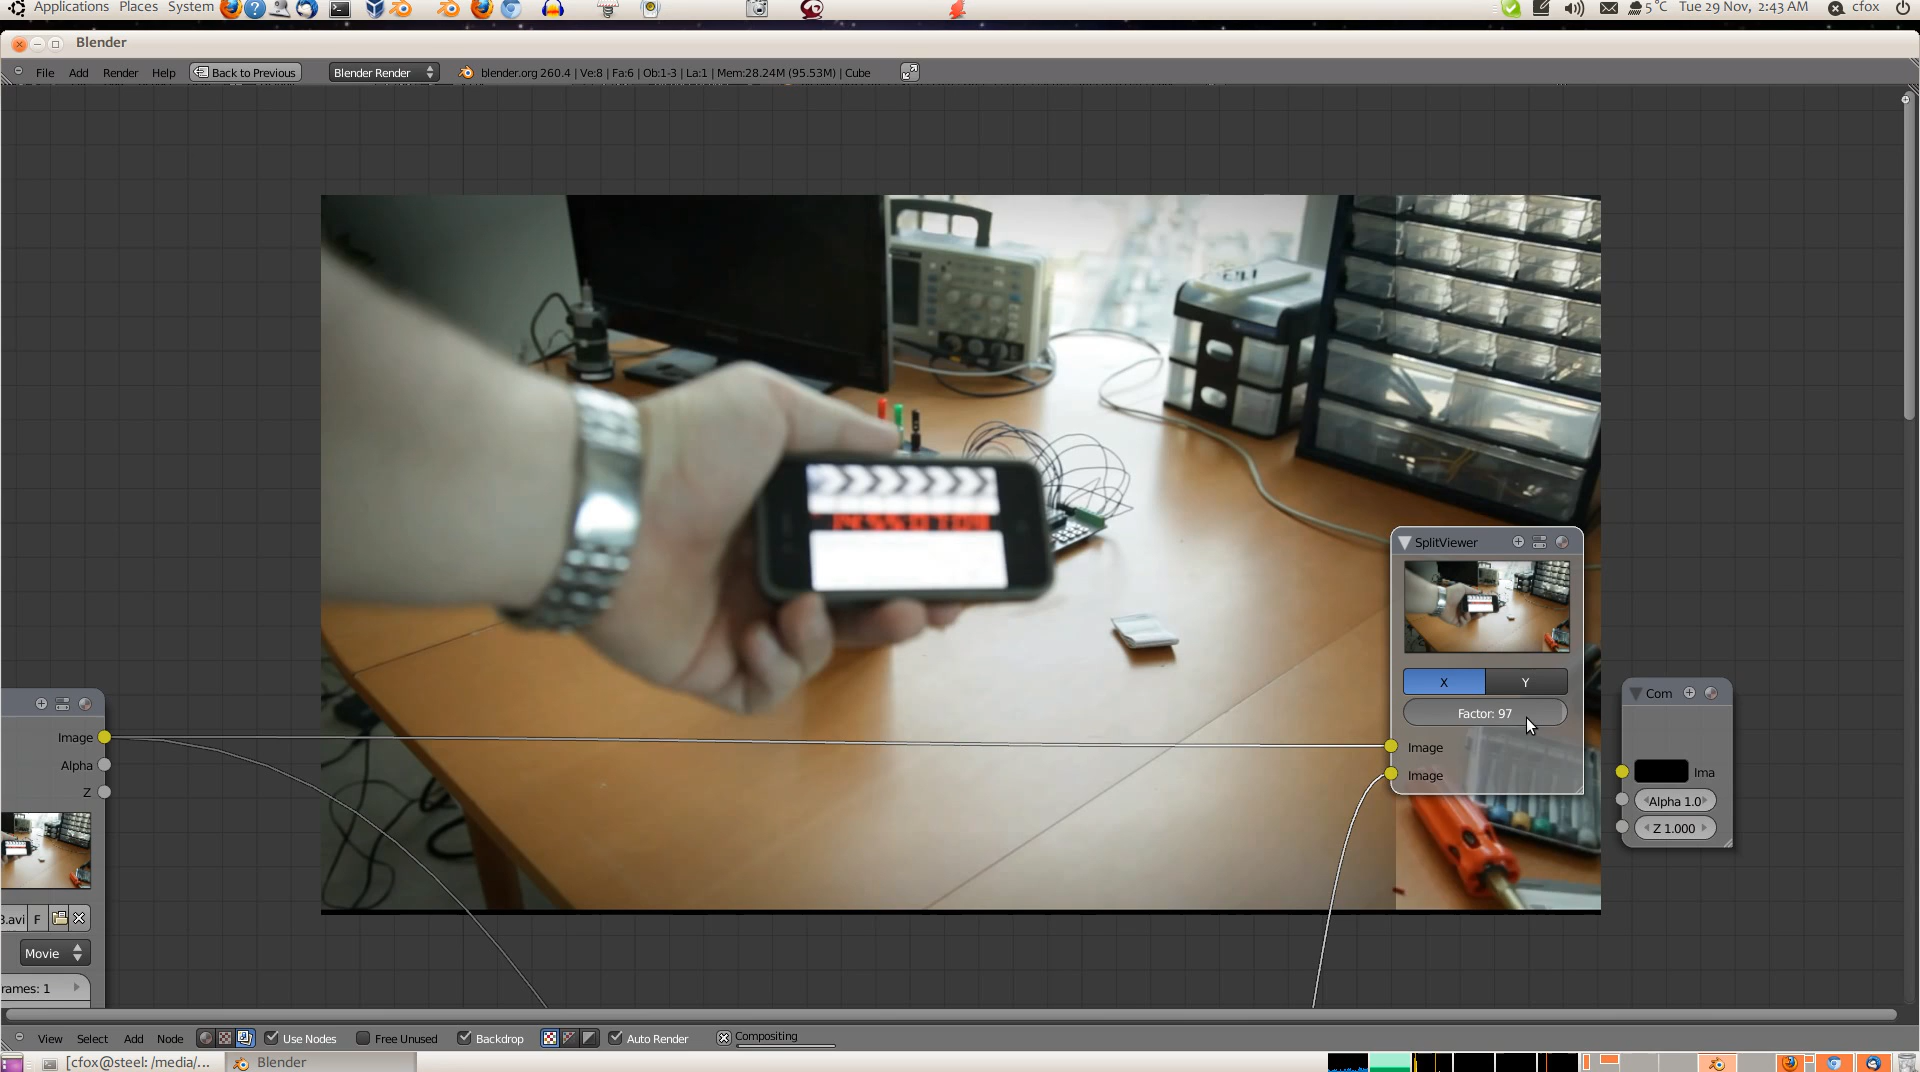 Applications Places System
5 °C Tue 29 Nov, 2:43 AM cfox
Blender
File Add Render Help Back to Previous Blender Render blender.org 260.4 | Ve:8 | Fa:6 | Ob:1-3 | La:1 | Mem:28.24M (95.53M) | Cube
SplitViewer
X Y
Factor: 97
Image
Image
Com
Ima
Alpha 1.0
Z 1.000
Image
Alpha
Z
3.avi F
Movie
rames: 1
View Select Add Node Use Nodes Free Unused Backdrop Auto Render Compositing
[cfox@steel: /media/... Blender